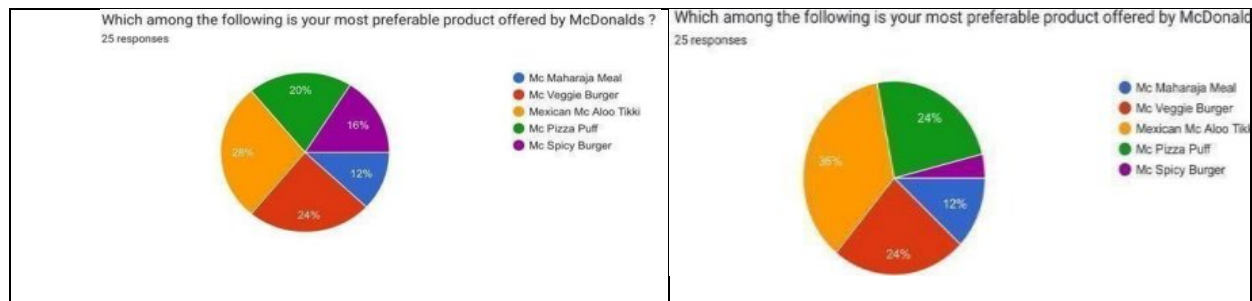 Which among the following is your most preferable product offered by McDonalds ?
25 responses
20%
16%
28%
12%
24%
Mc Maharaja Meal
Mc Veggie Burger
Mexican Mc Aloo Tikki
Mc Pizza Puff
Mc Spicy Burger
Which among the following is your most preferable product offered by McDonald
25 responses
24%
36%
12%
24%
Mc Maharaja Meal
Mc Veggie Burger
Mexican Mc Aloo Tik
Mc Pizza Puff
Mc Spicy Burger